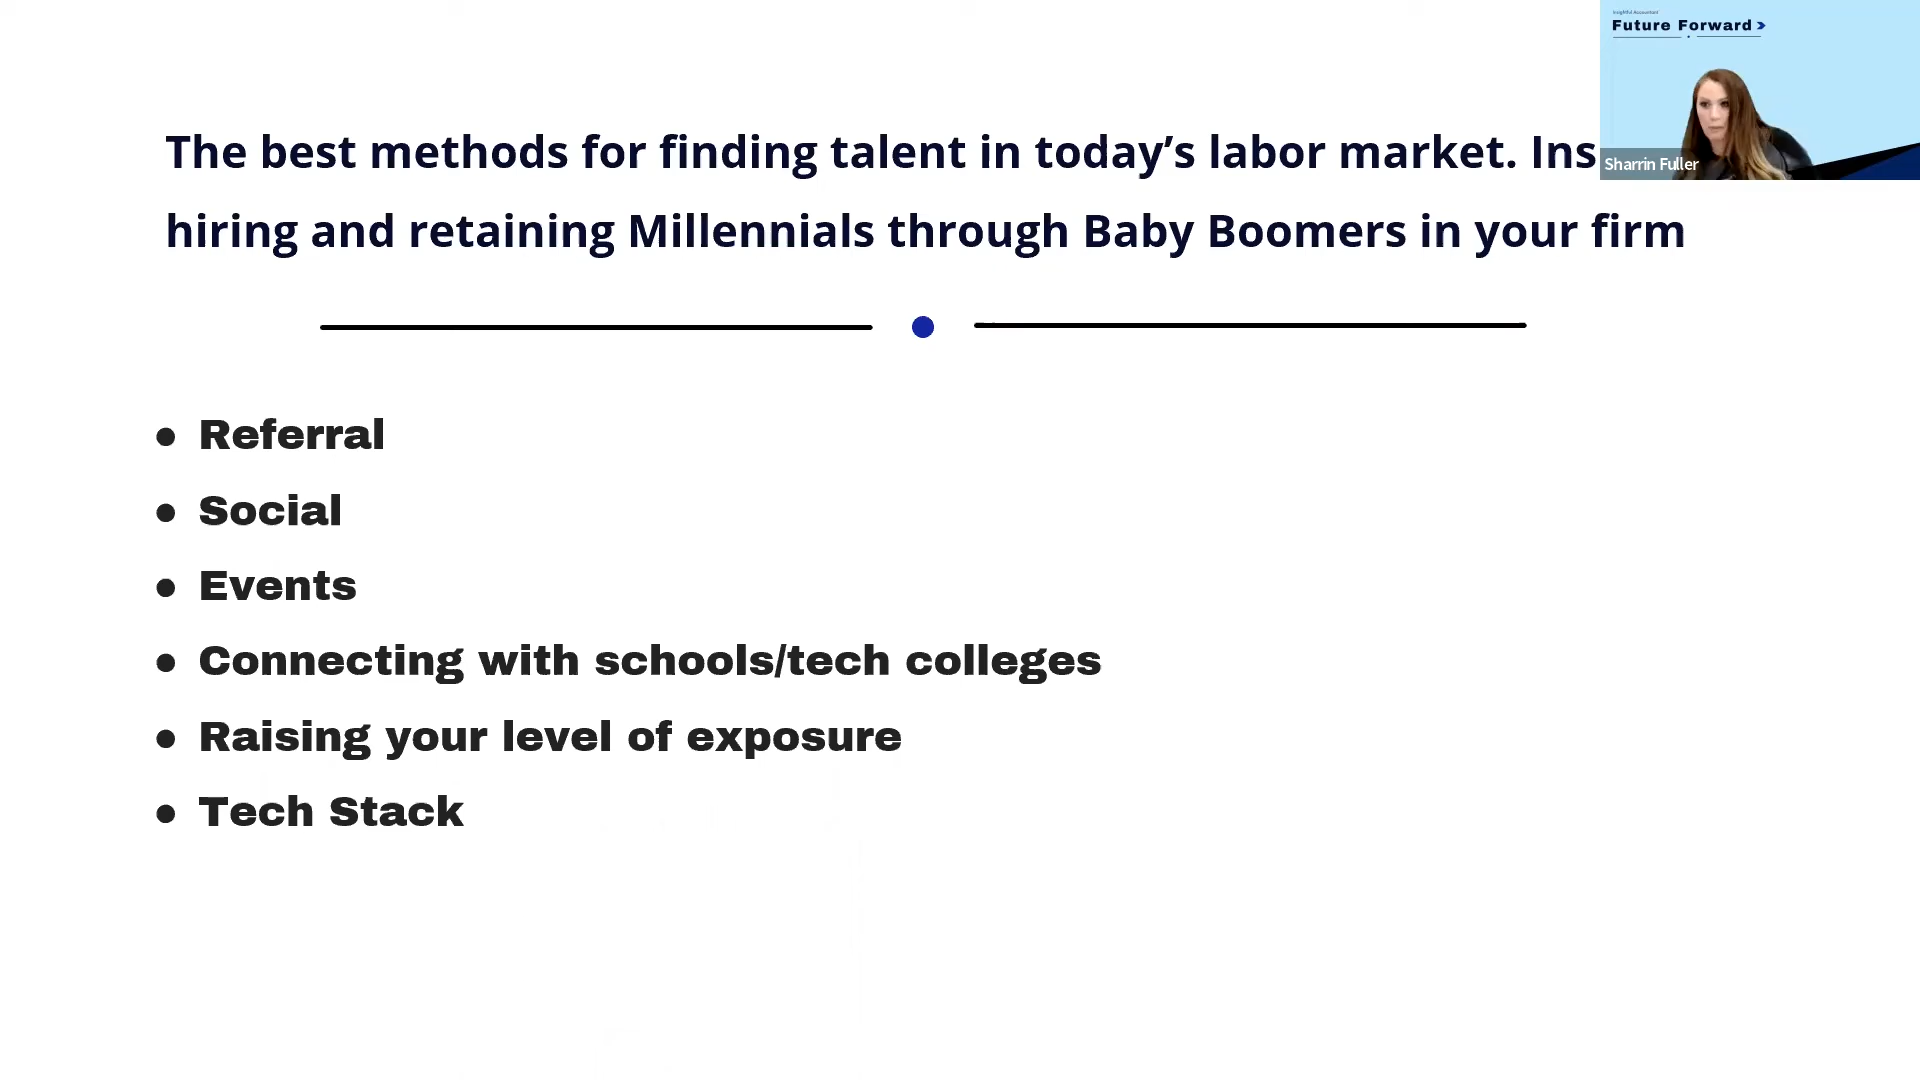 Insightful Accountant
Future Forward
The best methods for finding talent in today’s labor market. Ins
Sharrin Fuller
hiring and retaining Millennials through Baby Boomers in your firm
● Referral
● Social
● Events
● Connecting with schools/tech colleges
● Raising your level of exposure
● Tech Stack